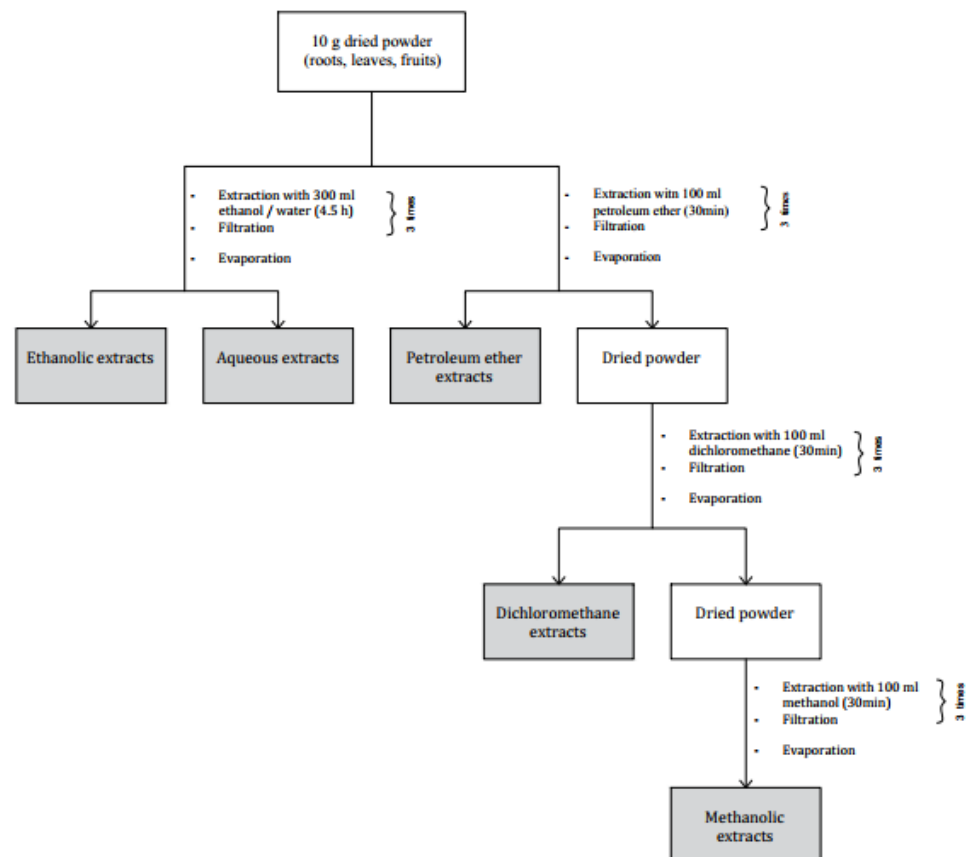 10 g dried powder
(roots, leaves, fruits)
- Extraction with 300 ml
ethanol / water (4.5 h)
- Filtration
3 times
- Evaporation
- Extraction with 100 ml
petroleum ether (30min)
- Filtration
3 times
- Evaporation
Ethanolic extracts
Aqueous extracts
Petroleum ether
extracts
Dried powder
- Extraction with 100 ml
dichloromethane (30min)
- Filtration
3 times
- Evaporation
Dichloromethane
extracts
Dried powder
- Extraction with 100 ml
methanol (30min)
- Filtration
3 times
- Evaporation
Methanolic
extracts